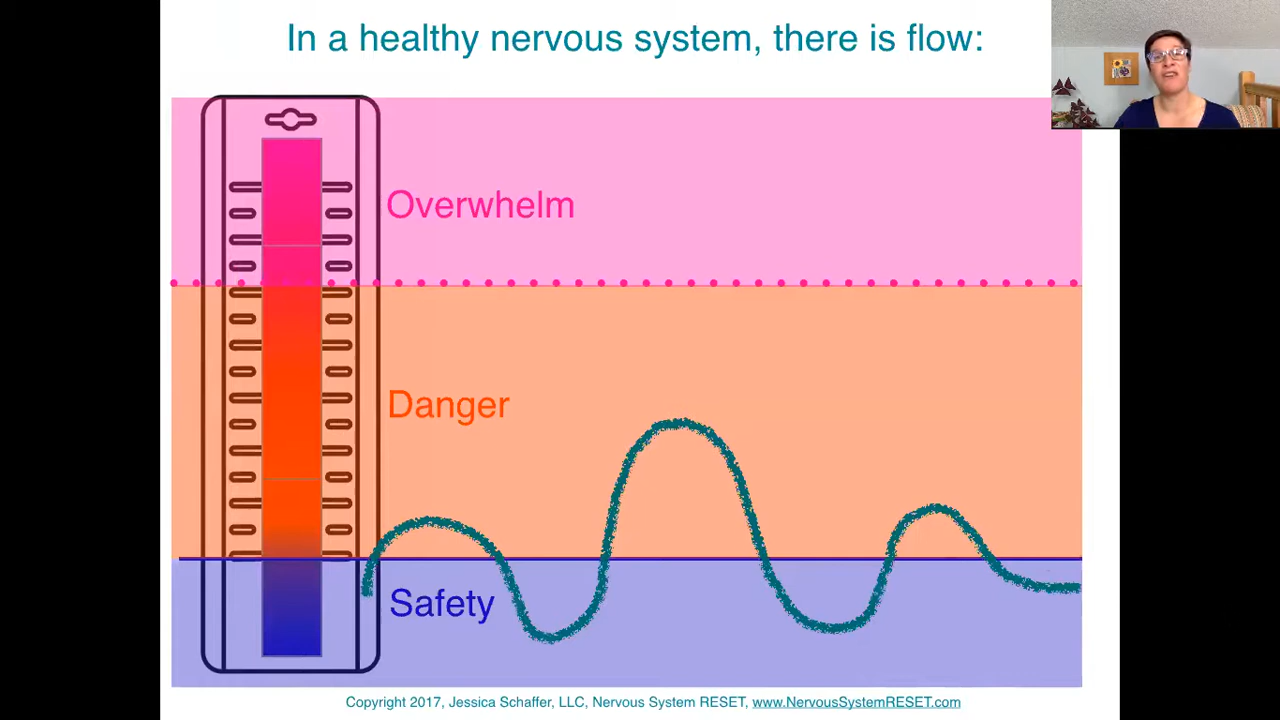 In a healthy nervous system, there is flow:
Overwhelm
Danger
Safety
Copyright 2017, Jessica Schaffer, LLC, Nervous System RESET, www.NervousSystemRESET.com